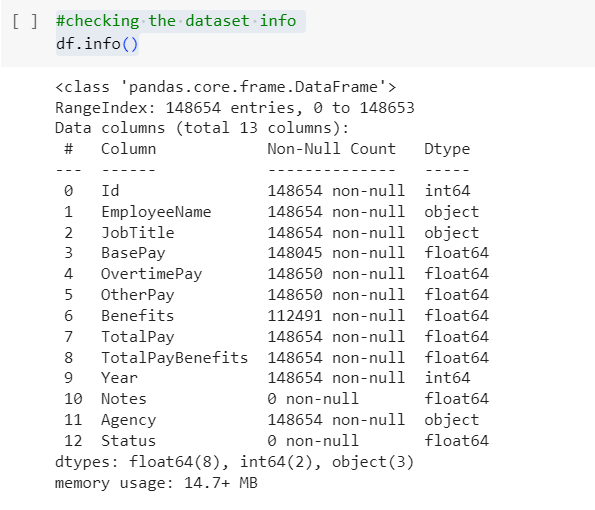 [ ] #checking the dataset info
df.info()
<class 'pandas.core.frame.DataFrame'>
RangeIndex: 148654 entries, 0 to 148653
Data columns (total 13 columns):
 #   Column            Non-Null Count   Dtype
---  ------            --------------   -----
 0   Id                148654 non-null  int64
 1   EmployeeName      148654 non-null  object
 2   JobTitle          148654 non-null  object
 3   BasePay           148045 non-null  float64
 4   OvertimePay       148650 non-null  float64
 5   OtherPay          148650 non-null  float64
 6   Benefits          112491 non-null  float64
 7   TotalPay          148654 non-null  float64
 8   TotalPayBenefits  148654 non-null  float64
 9   Year              148654 non-null  int64
 10  Notes             0 non-null       float64
 11  Agency            148654 non-null  object
 12  Status            0 non-null       float64
dtypes: float64(8), int64(2), object(3)
memory usage: 14.7+ MB